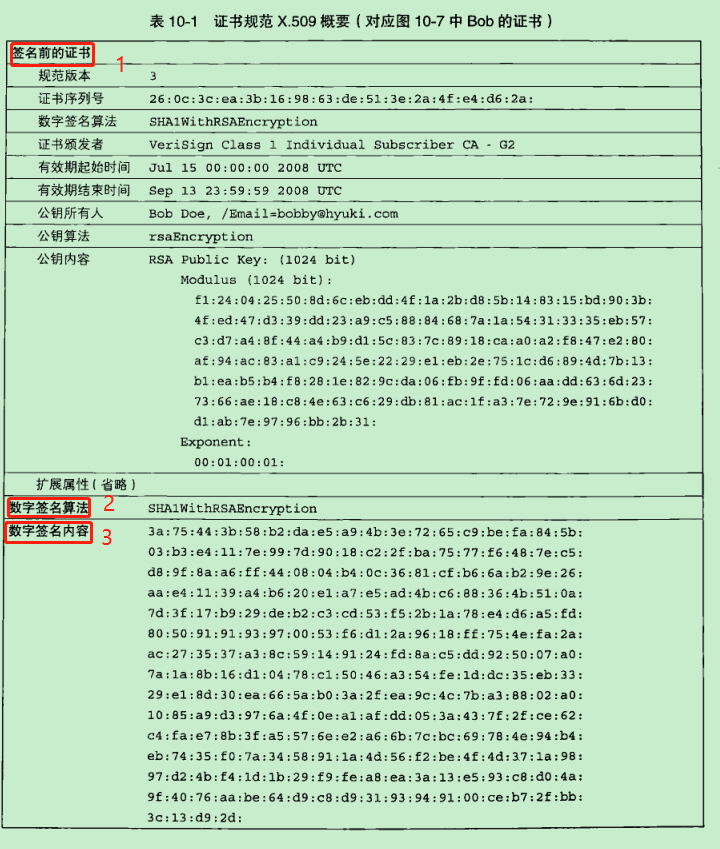 表 10-1 证书规范 X.509 概要（对应图 10-7 中 Bob 的证书）
签名前的证书
1
规范版本 3
证书序列号 26:0c:3c:ea:3b:16:98:63:de:51:3e:2a:4f:e4:d6:2a:
数字签名算法 SHA1WithRSAEncryption
证书颁发者 VeriSign Class 1 Individual Subscriber CA - G2
有效期起始时间 Jul 15 00:00:00 2008 UTC
有效期结束时间 Sep 13 23:59:59 2008 UTC
公钥所有人 Bob Doe, /Email=bobby@hyuki.com
公钥算法 rsaEncryption
公钥内容 RSA Public Key: (1024 bit)
Modulus (1024 bit):
f1:24:04:25:50:8d:6c:eb:dd:4f:1a:2b:d8:5b:14:83:15:bd:90:3b:
4f:ed:47:d3:39:dd:23:a9:c5:88:84:68:7a:1a:54:31:33:35:eb:57:
c3:d7:a4:8f:44:a4:b9:d1:5c:83:7c:89:18:ca:a0:a2:f8:47:e2:80:
af:94:ac:83:a1:c9:24:5e:22:29:e1:eb:2e:75:1c:d6:89:4d:7b:13:
b1:ea:b5:b4:f8:28:1e:82:9c:da:06:fb:9f:fd:06:aa:dd:63:6d:23:
73:66:ae:18:c8:4e:63:c6:29:db:81:ac:1f:a3:7e:72:9e:91:6b:d0:
d1:ab:7e:97:96:bb:2b:31:
Exponent:
00:01:00:01:
扩展属性（省略）
数字签名算法 2 SHA1WithRSAEncryption
数字签名内容 3 3a:75:44:3b:58:b2:da:e5:a9:4b:3e:72:65:c9:be:fa:84:5b:
03:b3:e4:11:7e:99:7d:90:18:c2:2f:ba:75:77:f6:48:7e:c5:
d8:9f:8a:a6:ff:44:08:04:b4:0c:36:81:cf:b6:6a:b2:9e:26:
aa:e4:11:39:a4:b6:20:e1:a7:e5:ad:4b:c6:88:36:4b:51:0a:
7d:3f:17:b9:29:de:b2:c3:cd:53:f5:2b:1a:78:e4:d6:a5:fd:
80:50:91:91:93:97:00:53:f6:d1:2a:96:18:ff:75:4e:fa:2a:
ac:27:35:37:a3:8c:59:14:91:24:fd:8a:c5:dd:92:50:07:a0:
7a:1a:8b:16:d1:04:78:c1:50:46:a3:54:fe:1d:dc:35:eb:33:
29:e1:8d:30:ea:66:5a:b0:3a:2f:ea:9c:4c:7b:a3:88:02:a0:
10:85:a9:d3:97:6a:4f:0e:a1:af:dd:05:3a:43:7f:2f:ce:62:
c4:fa:e7:8b:3f:a5:57:6e:e2:a6:6b:7c:bc:69:78:4e:94:b4:
eb:74:35:f0:7a:34:58:91:1a:4d:56:f2:be:4f:4d:37:1a:98:
97:d2:4b:f4:1d:1b:29:f9:fe:a8:ea:3a:13:e5:93:c8:d0:4a:
9f:40:76:aa:be:64:d9:c8:d9:31:93:94:91:00:ce:b7:2f:bb:
3c:13:d9:2d: